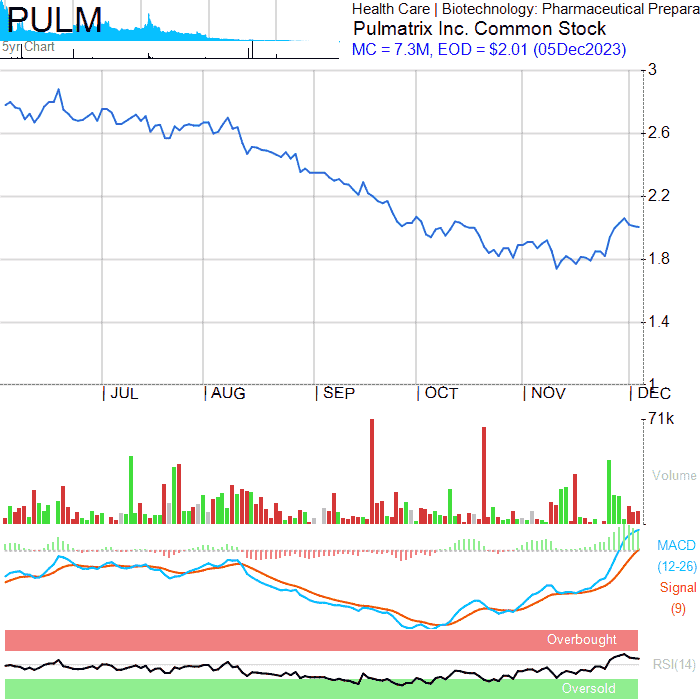 PULM
5yr Chart
Health Care | Biotechnology: Pharmaceutical Prepara
Pulmatrix Inc. Common Stock
MC = 7.3M, EOD = $2.01 (05Dec2023)
3
2.6
2.2
1.8
1.4
1
JUL AUG SEP OCT NOV DEC
71k
Volume
MACD
(12-26)
Signal
(9)
Overbought
RSI(14)
Oversold